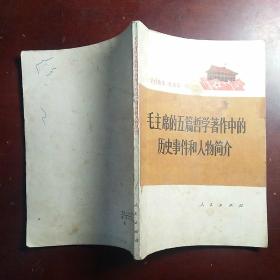 毛主席的五篇哲学著作中的
历史事件和人物简介
人民出版社